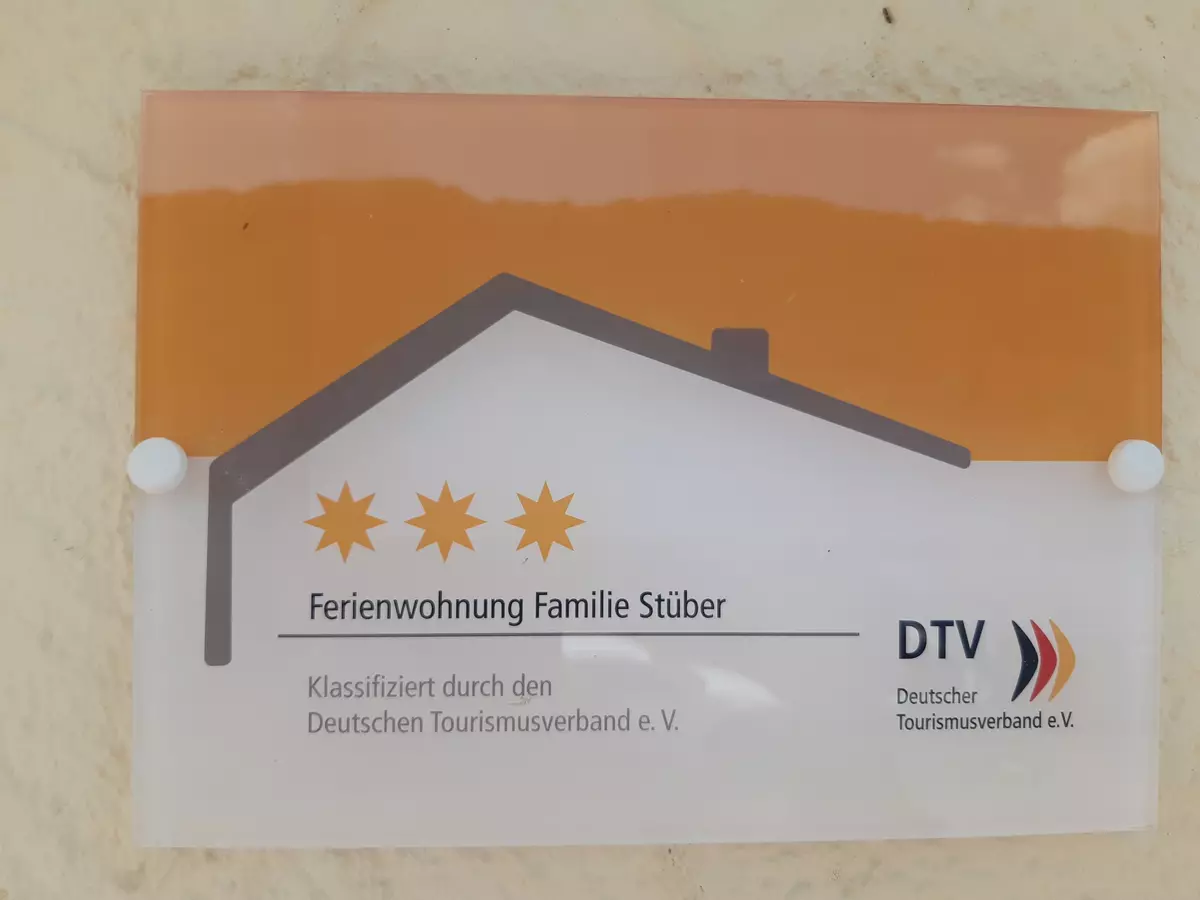 Ferienwohnung Familie Stüber
Klassifiziert durch den
Deutschen Tourismusverband e. V.
DTV
Deutscher
Tourismusverband e.V.